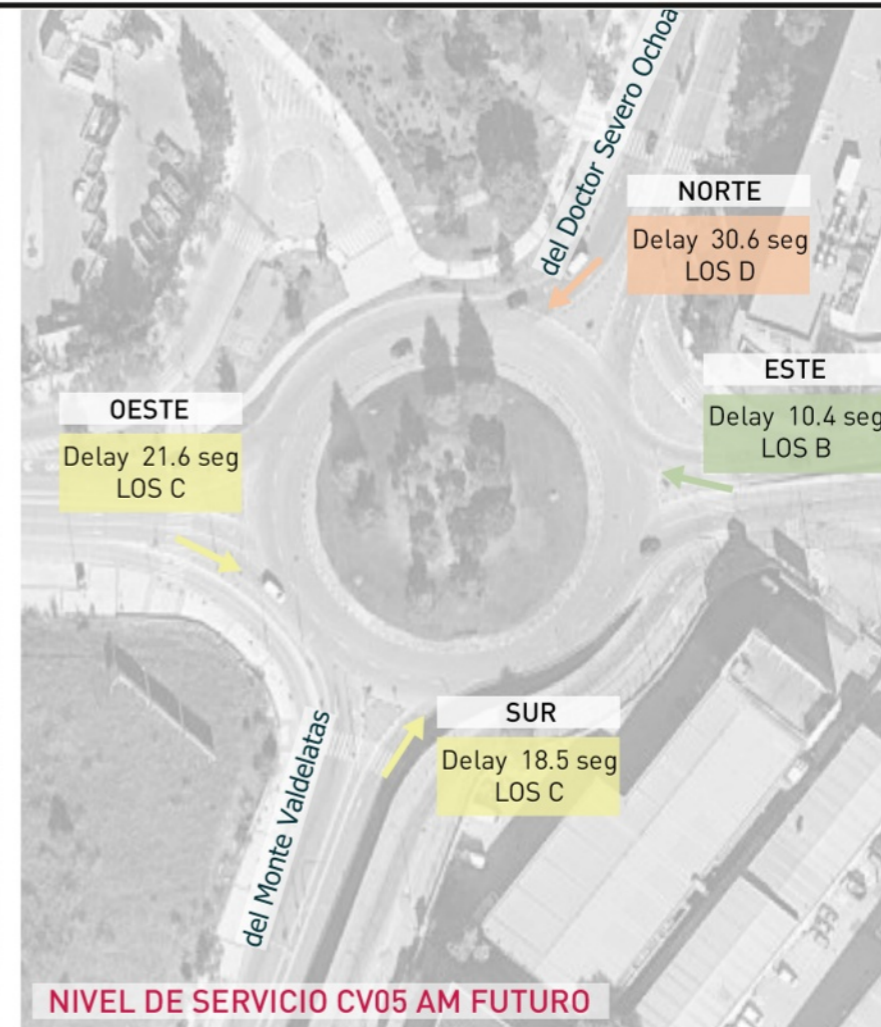 del Doctor Severo Ochoa
NORTE
Delay 30.6 seg
LOS D
ESTE
Delay 10.4 seg
LOS B
OESTE
Delay 21.6 seg
LOS C
SUR
Delay 18.5 seg
LOS C
del Monte Valdelatas
NIVEL DE SERVICIO CV05 AM FUTURO